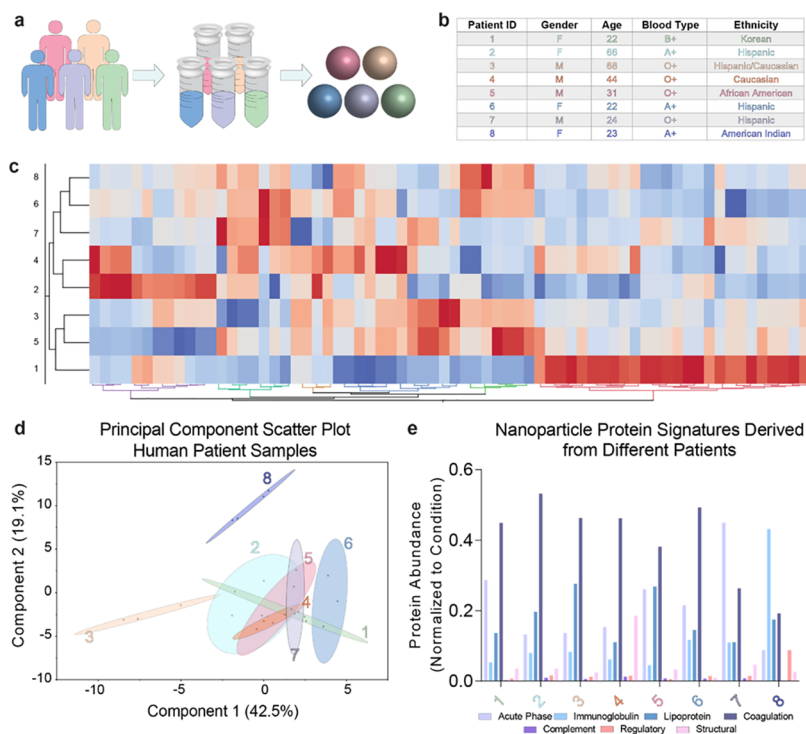 a
b
Patient ID Gender Age Blood Type Ethnicity
1 F 22 B+ Korean
2 F 66 A+ Hispanic
3 M 68 O+ Hispanic/Caucasian
4 M 44 O+ Caucasian
5 M 31 O+ African American
6 F 22 A+ Hispanic
7 M 24 O+ Hispanic
8 F 23 A+ American Indian
c
8
6
7
4
2
3
5
1
d
Principal Component Scatter Plot
Human Patient Samples
Component 2 (19.1%)
15
10
5
0
-5
-10
8
2
5
6
4
3
1
7
-10 -5 0 5
Component 1 (42.5%)
e
Nanoparticle Protein Signatures Derived
from Different Patients
Protein Abundance
(Normalized to Condition)
0.6
0.4
0.2
0.0
1 2 3 4 5 6 7 8
Acute Phase Immunoglobulin Lipoprotein Coagulation
Complement Regulatory Structural